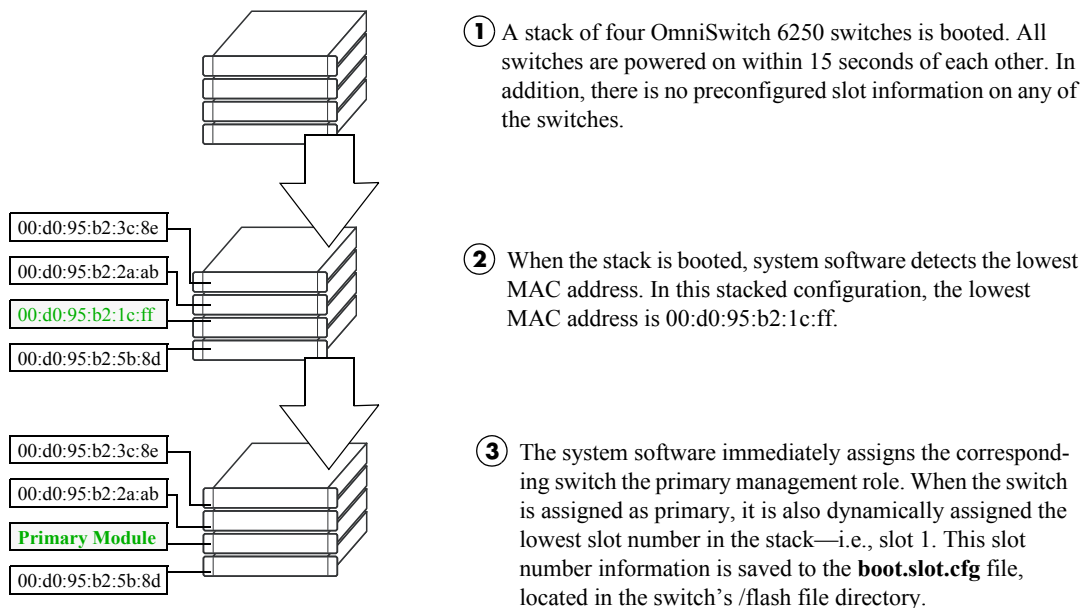 1 A stack of four OmniSwitch 6250 switches is booted. All
switches are powered on within 15 seconds of each other. In
addition, there is no preconfigured slot information on any of
the switches.
00:d0:95:b2:3c:8e
00:d0:95:b2:2a:ab
00:d0:95:b2:1c:ff
00:d0:95:b2:5b:8d
2 When the stack is booted, system software detects the lowest
MAC address. In this stacked configuration, the lowest
MAC address is 00:d0:95:b2:1c:ff.
00:d0:95:b2:3c:8e
00:d0:95:b2:2a:ab
Primary Module
00:d0:95:b2:5b:8d
3 The system software immediately assigns the correspond-
ing switch the primary management role. When the switch
is assigned as primary, it is also dynamically assigned the
lowest slot number in the stack—i.e., slot 1. This slot
number information is saved to the boot.slot.cfg file,
located in the switch’s /flash file directory.